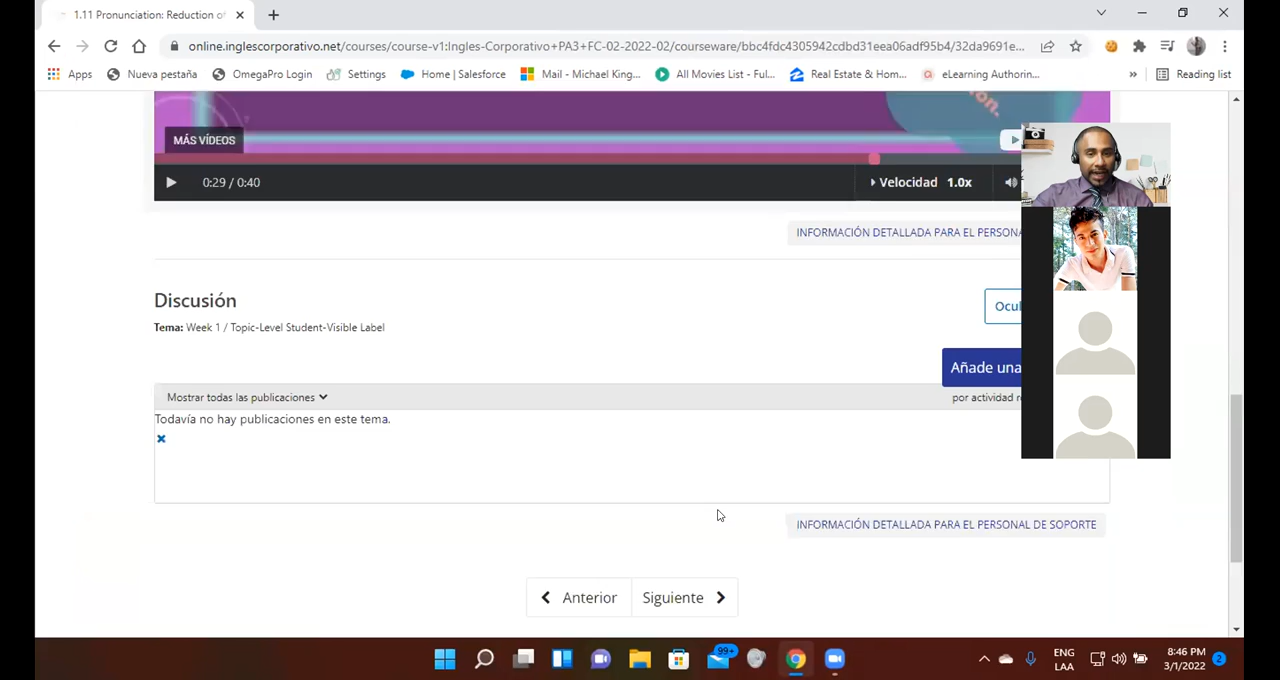 1.11 Pronunciation: Reduction of
online.inglescorporativo.net/courses/course-v1:Ingles-Corporativo+PA3+FC-02-2022-02/courseware/bbc4fdc4305942cdbd31eea06adf95b4/32da9691e...
Apps Nueva pestaña OmegaPro Login Settings Home | Salesforce Mail - Michael King... All Movies List - Ful... Real Estate & Hom... eLearning Authorin... » Reading list
ion.
MÁS VÍDEOS
0:29 / 0:40 Velocidad 1.0x
INFORMACIÓN DETALLADA PARA EL PERSONA
Discusión
Ocul
Tema: Week 1 / Topic-Level Student-Visible Label
Añade una
Mostrar todas las publicaciones por actividad re
Todavía no hay publicaciones en este tema.
INFORMACIÓN DETALLADA PARA EL PERSONAL DE SOPORTE
Anterior Siguiente
99+
ENG 8:46 PM
LAA 3/1/2022 2